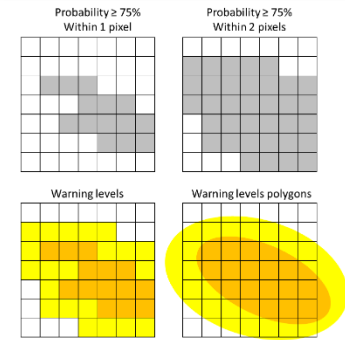 Probability ≥ 75%
Within 1 pixel
Probability ≥ 75%
Within 2 pixels
Warning levels
Warning levels polygons